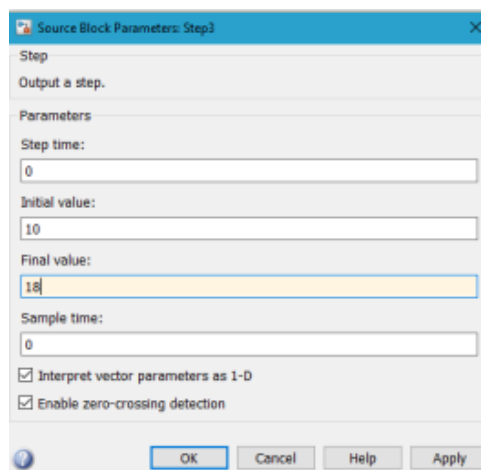 Source Block Parameters: Step3
Step
Output a step.
Parameters
Step time:
0
Initial value:
10
Final value:
18
Sample time:
0
Interpret vector parameters as 1-D
Enable zero-crossing detection
?
OK Cancel Help Apply